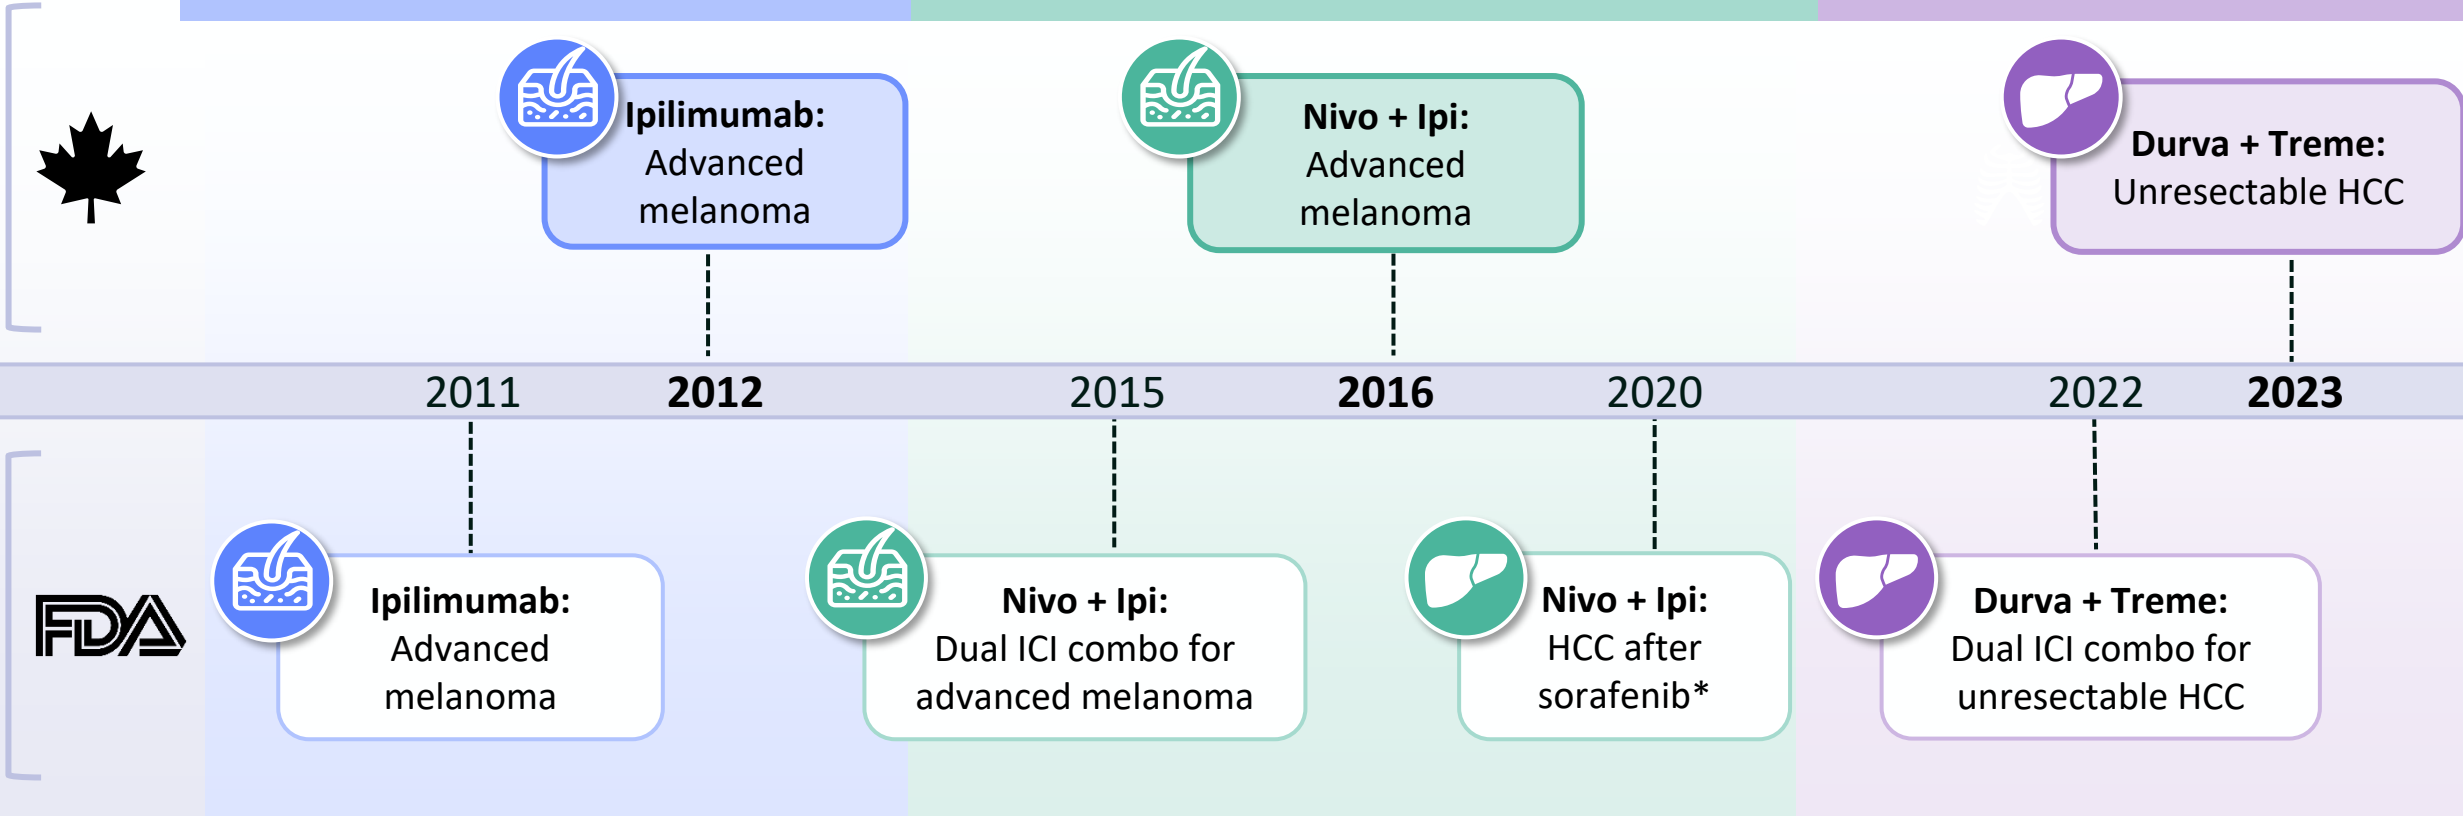 Ipilimumab:
Advanced
melanoma
Nivo + Ipi:
Advanced
melanoma
Durva + Treme:
Unresectable HCC
2011
2012
2015
2016
2020
2022
2023
FDA
Ipilimumab:
Advanced
melanoma
Nivo + Ipi:
Dual ICI combo for
advanced melanoma
Nivo + Ipi:
HCC after
sorafenib*
Durva + Treme:
Dual ICI combo for
unresectable HCC